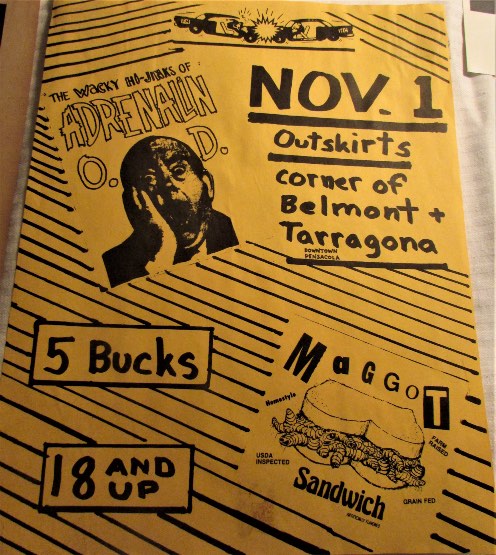 THE WACKY HI-JINKS OF
ADRENALIN
O. D.
NOV. 1
Outskirts
corner of
Belmont +
Tarragona
DOWNTOWN
PENSACOLA
5 Bucks
18 AND
UP
MaGGoT
Homestyle
FARM
RAISED
USDA
INSPECTED
Sandwich
GRAIN FED